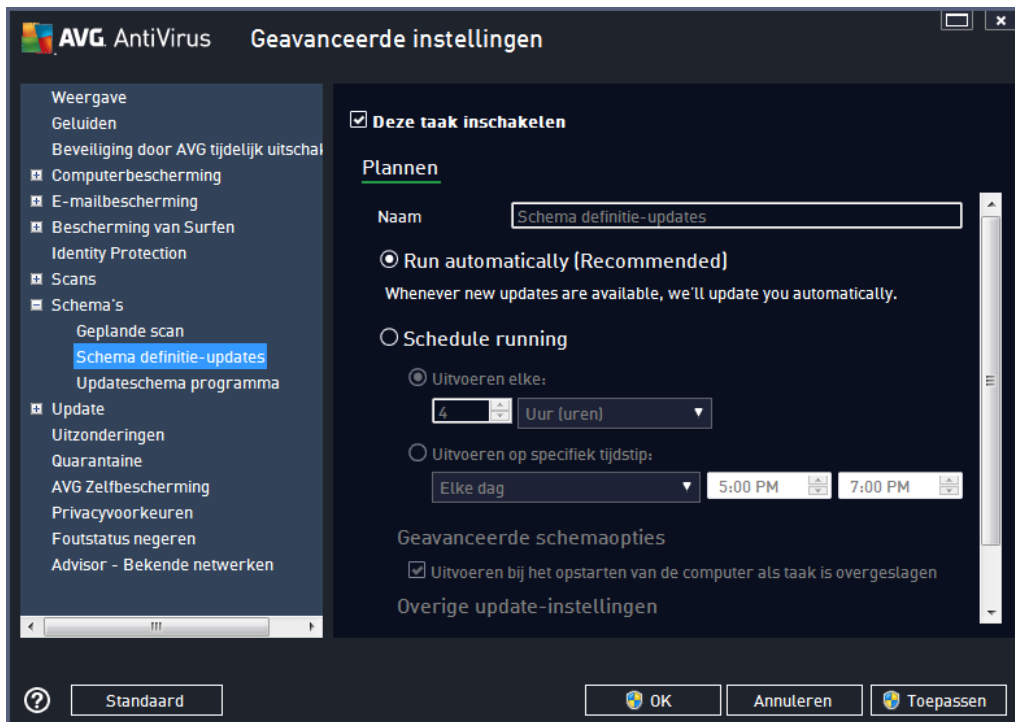 AVG AntiVirus Geavanceerde instellingen
Weergave
Geluiden
Beveiliging door AVG tijdelijk uitschak
Computerbescherming
E-mailbescherming
Bescherming van Surfen
Identity Protection
Scans
Schema's
Geplande scan
Schema definitie-updates
Updateschema programma
Update
Uitzonderingen
Quarantaine
AVG Zelfbescherming
Privacyvoorkeuren
Foutstatus negeren
Advisor - Bekende netwerken
Deze taak inschakelen
Plannen
Naam Schema definitie-updates
Run automatically (Recommended)
Whenever new updates are available, we'll update you automatically.
Schedule running
Uitvoeren elke:
4 Uur (uren)
Uitvoeren op specifiek tijdstip:
Elke dag 5:00 PM 7:00 PM
Geavanceerde schemaopties
Uitvoeren bij het opstarten van de computer als taak is overgeslagen
Overige update-instellingen
? Standaard OK Annuleren Toepassen